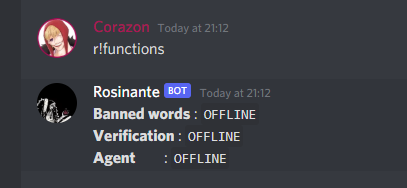 Corazon Today at 21:12
r!functions
Rosinante BOT Today at 21:12
Banned words : OFFLINE
Verification : OFFLINE
Agent : OFFLINE